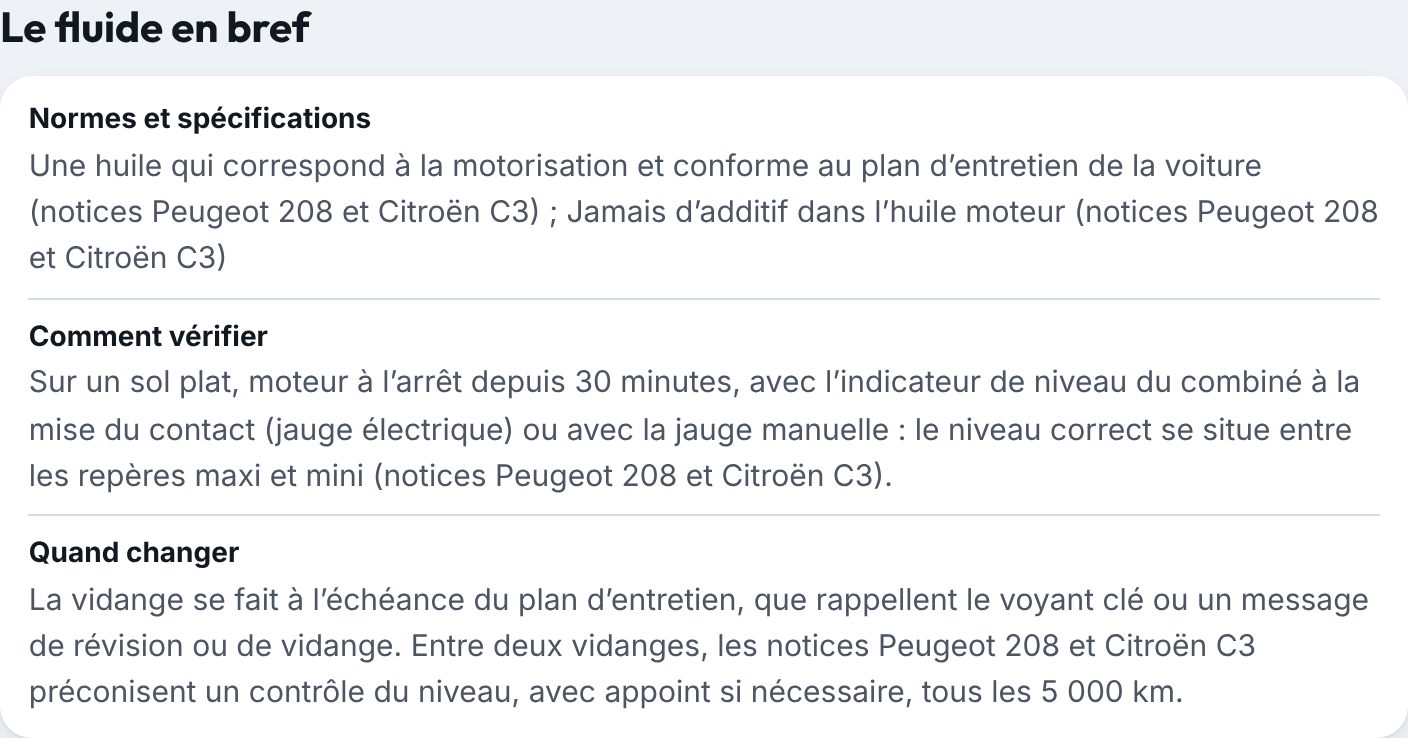 Le fluide en bref
Normes et spécifications
Une huile qui correspond à la motorisation et conforme au plan d’entretien de la voiture
(notices Peugeot 208 et Citroën C3) ; Jamais d’additif dans l’huile moteur (notices Peugeot 208
et Citroën C3)
Comment vérifier
Sur un sol plat, moteur à l’arrêt depuis 30 minutes, avec l’indicateur de niveau du combiné à la
mise du contact (jauge électrique) ou avec la jauge manuelle : le niveau correct se situe entre
les repères maxi et mini (notices Peugeot 208 et Citroën C3).
Quand changer
La vidange se fait à l’échéance du plan d’entretien, que rappellent le voyant clé ou un message
de révision ou de vidange. Entre deux vidanges, les notices Peugeot 208 et Citroën C3
préconisent un contrôle du niveau, avec appoint si nécessaire, tous les 5 000 km.